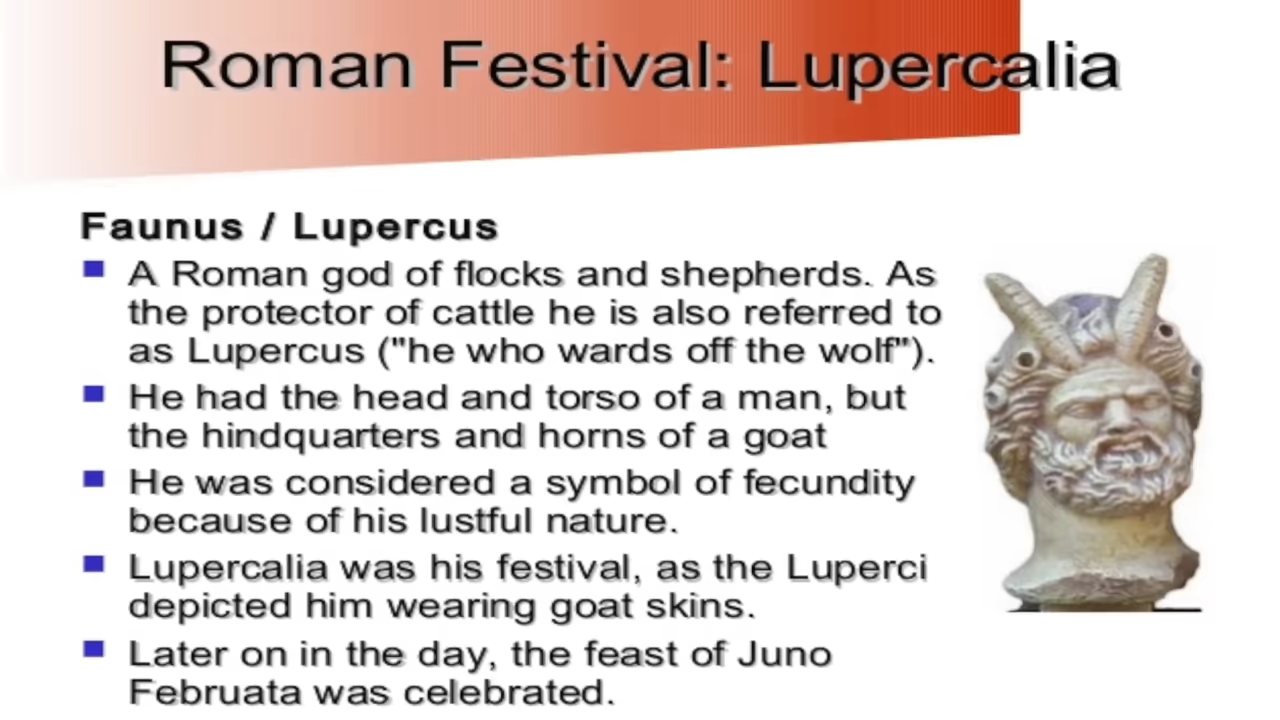 Roman Festival: Lupercalia
Faunus / Lupercus
A Roman god of flocks and shepherds. As
the protector of cattle he is also referred to
as Lupercus ("he who wards off the wolf").
He had the head and torso of a man, but
the hindquarters and horns of a goat
He was considered a symbol of fecundity
because of his lustful nature.
Lupercalia was his festival, as the Luperci
depicted him wearing goat skins.
Later on in the day, the feast of Juno
Februata was celebrated.